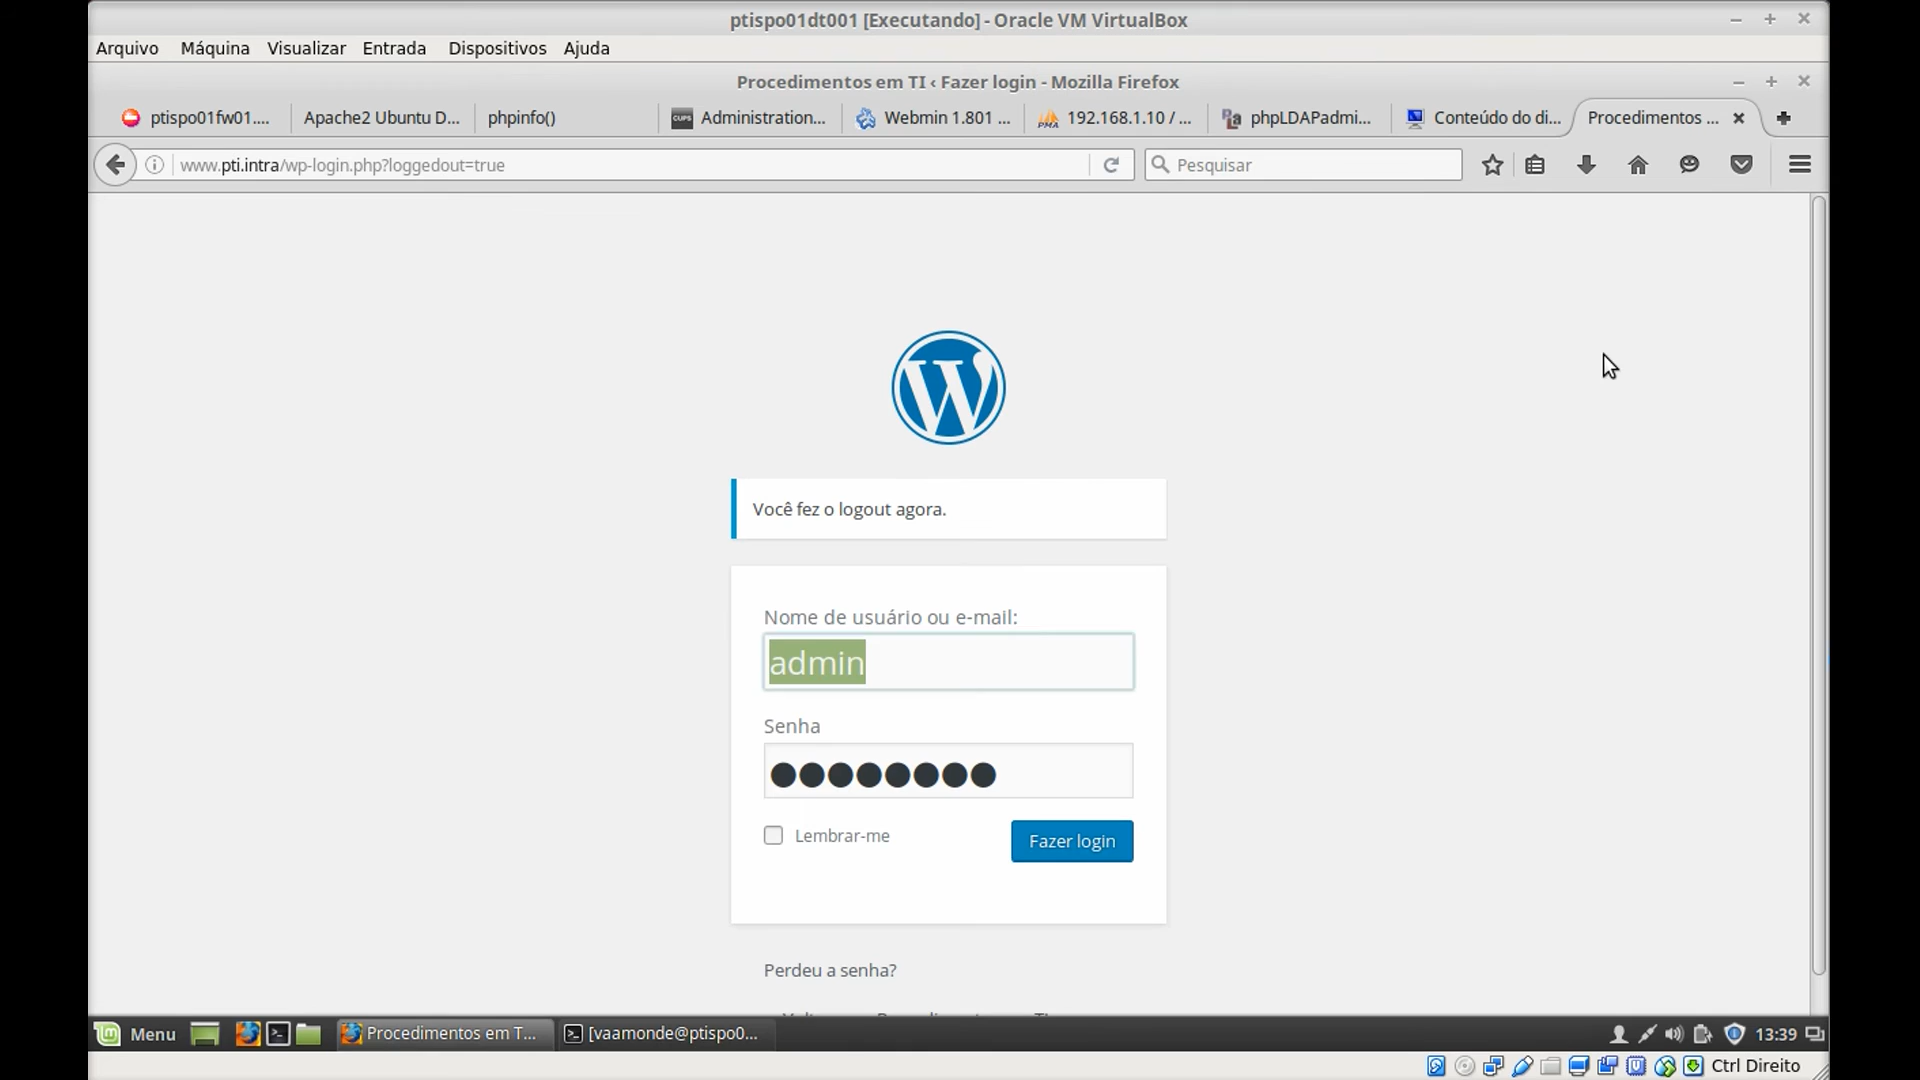 ptispo01dt001 [Executando] - Oracle VM VirtualBox
Arquivo Máquina Visualizar Entrada Dispositivos Ajuda
Procedimentos em TI ‹ Fazer login - Mozilla Firefox
ptispo01fw01.... Apache2 Ubuntu D... phpinfo() CUPS Administration... Webmin 1.801 ... PMA 192.168.1.10 / ... phpLDAPadmi... Conteúdo do di... Procedimentos ...
www.pti.intra/wp-login.php?loggedout=true Pesquisar
Você fez o logout agora.
Nome de usuário ou e-mail:
admin
Senha
Lembrar-me Fazer login
Perdeu a senha?
Menu Procedimentos em T... [vaamonde@ptispo0... 13:39
Ctrl Direito